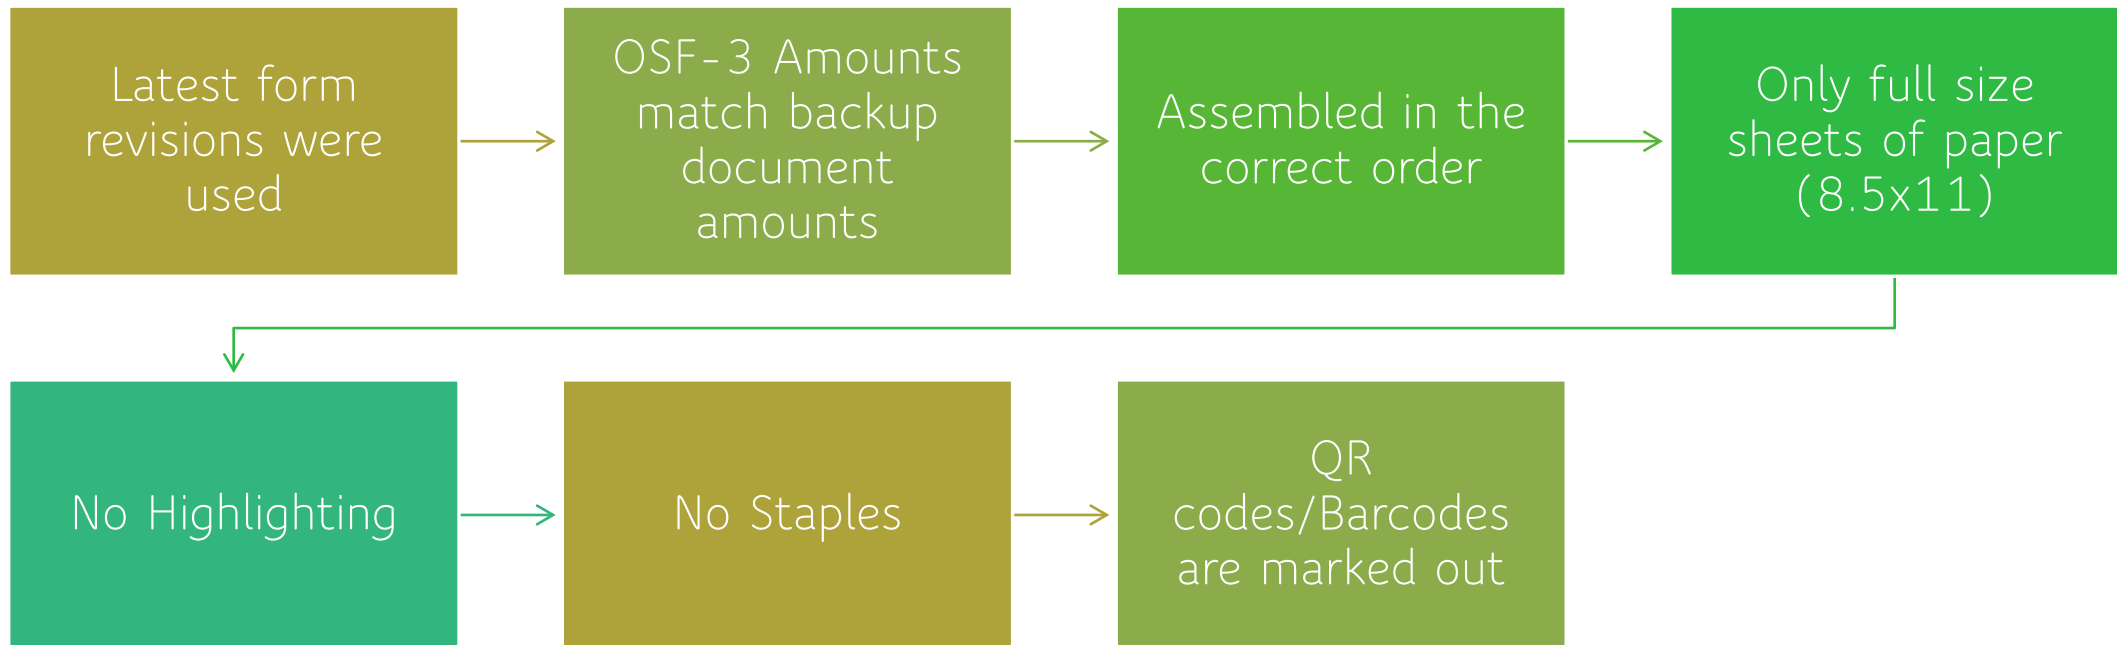 Latest form
revisions were
used
OSF-3 Amounts
match backup
document
amounts
Assembled in the
correct order
Only full size
sheets of paper
(8.5x11)
No Highlighting
No Staples
QR
codes/Barcodes
are marked out